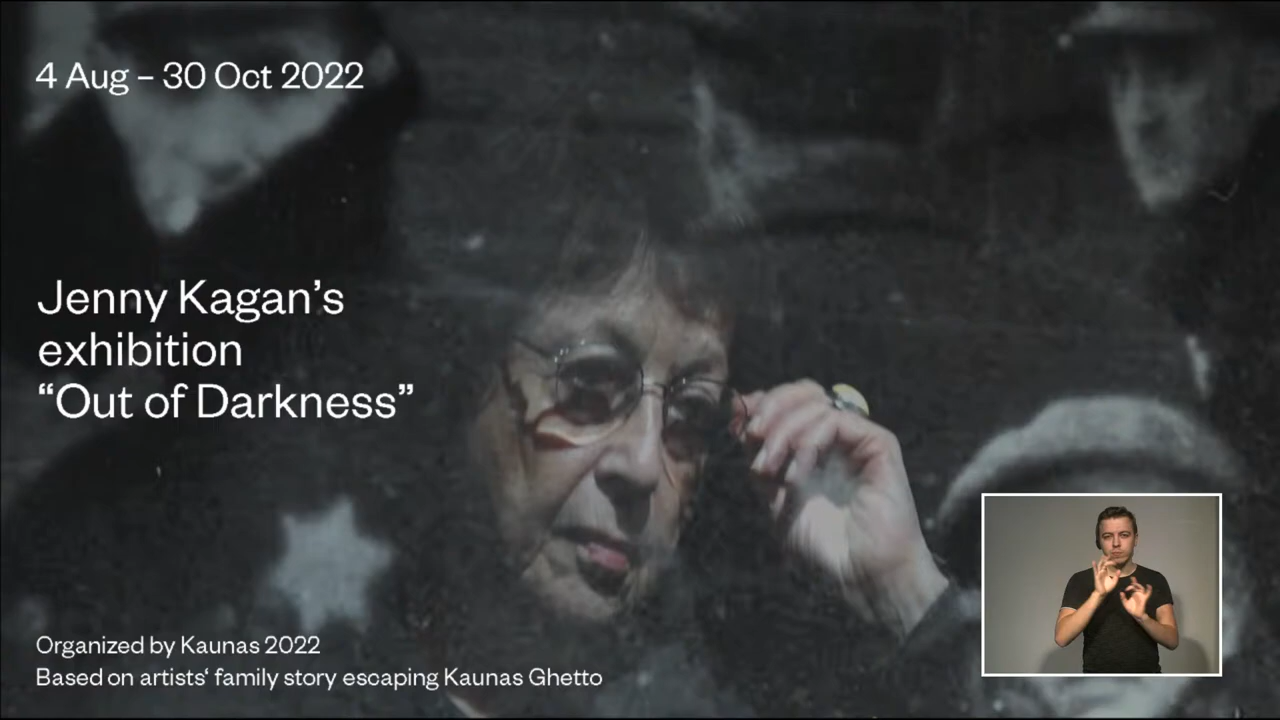 4 Aug – 30 Oct 2022
Jenny Kagan’s
exhibition
“Out of Darkness”
Organized by Kaunas 2022
Based on artists‘ family story escaping Kaunas Ghetto